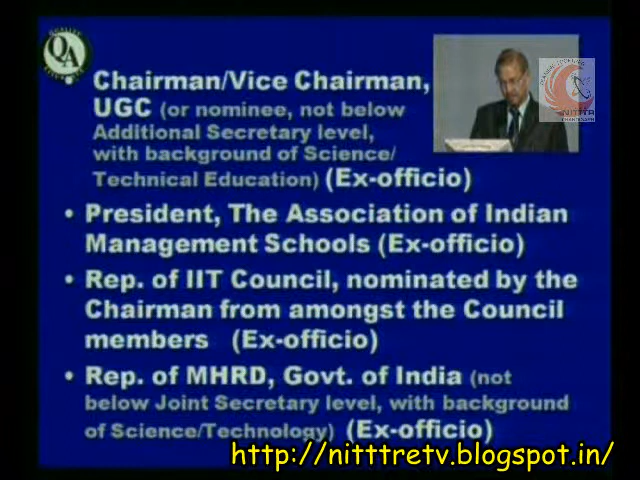 QA
NITTTR
CHANDIGARH
• Chairman/Vice Chairman,
UGC (or nominee, not below
Additional Secretary level,
with background of Science/
Technical Education) (Ex-officio)
• President, The Association of Indian
Management Schools (Ex-officio)
• Rep. of IIT Council, nominated by the
Chairman from amongst the Council
members (Ex-officio)
• Rep. of MHRD, Govt. of India (not
below Joint Secretary level, with background
of Science/Technology) (Ex-officio)
http://nitttretv.blogspot.in/